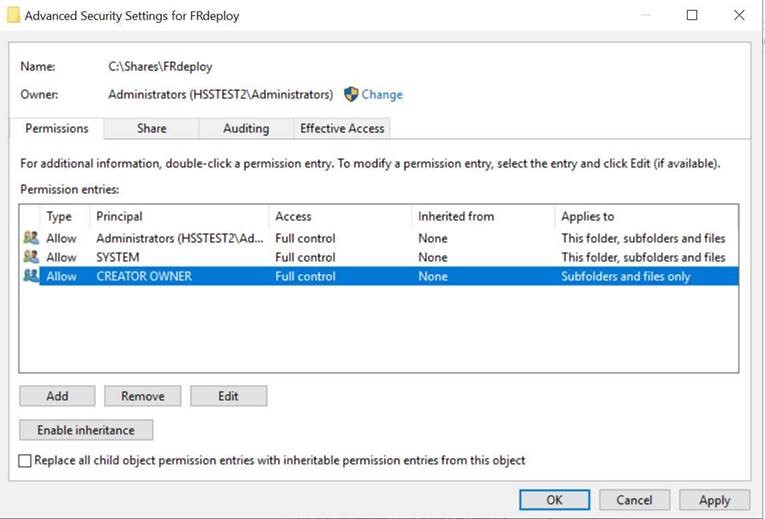 Advanced Security Settings for FRdeploy
Name: C:\Shares\FRdeploy
Owner: Administrators (HSSTEST2\Administrators) Change
Permissions Share Auditing Effective Access
For additional information, double-click a permission entry. To modify a permission entry, select the entry and click Edit (if available).
Permission entries:
Type Principal Access Inherited from Applies to
Allow Administrators (HSSTEST2\Ad... Full control None This folder, subfolders and files
Allow SYSTEM Full control None This folder, subfolders and files
Allow CREATOR OWNER Full control None Subfolders and files only
Add Remove Edit
Enable inheritance
Replace all child object permission entries with inheritable permission entries from this object
OK Cancel Apply